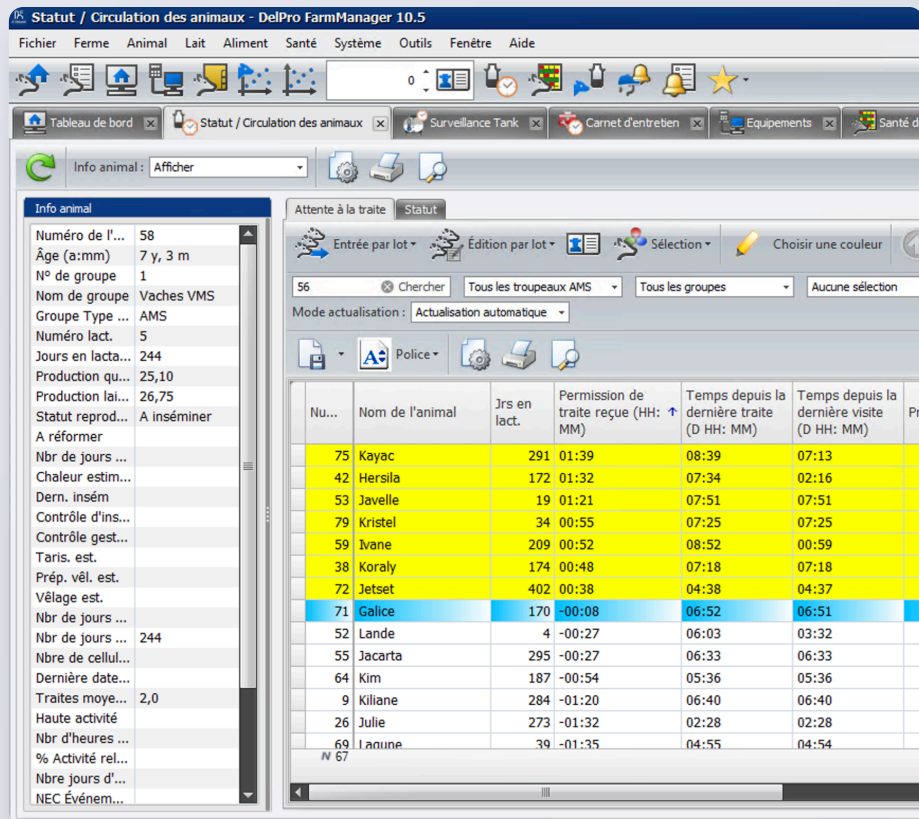 Statut / Circulation des animaux - DelPro FarmManager 10.5
Fichier Ferme Animal Lait Aliment Santé Système Outils Fenêtre Aide
0
Tableau de bord Statut / Circulation des animaux Surveillance Tank Carnet d'entretien Equipements Santé d
Info animal : Afficher
Info animal
Numéro de l'... 58
Âge (a:mm) 7 y, 3 m
N° de groupe 1
Nom de groupe Vaches VMS
Groupe Type ... AMS
Numéro lact. 5
Jours en lacta... 244
Production qu... 25,10
Production lai... 26,75
Statut reprod... A inséminer
A réformer
Nbr de jours ...
Chaleur estim...
Dern. insém
Contrôle d'ins...
Contrôle gest...
Taris. est.
Prép. vêl. est.
Vêlage est.
Nbr de jours ...
Nbr de jours ... 244
Nbre de cellul...
Dernière date...
Traites moye... 2,0
Haute activité
Nbr d'heures ...
% Activité rel...
Nbre jours d'...
NEC Événem...
Attente à la traite Statut
Entrée par lot Édition par lot Sélection Choisir une couleur
56 Chercher Tous les troupeaux AMS Tous les groupes Aucune sélection
Mode actualisation : Actualisation automatique
A Police
Nu... Nom de l'animal Jrs en lact. Permission de traite reçue (HH: MM) Temps depuis la dernière traite (D HH: MM) Temps depuis la dernière visite (D HH: MM) Pr
75 Kayac 291 01:39 08:39 07:13
42 Hersila 172 01:32 07:34 02:16
53 Javelle 19 01:21 07:51 07:51
79 Kristel 34 00:55 07:25 07:25
59 Ivane 209 00:52 08:52 00:59
38 Koraly 174 00:48 07:18 07:18
72 Jetset 402 00:38 04:38 04:37
71 Galice 170 -00:08 06:52 06:51
52 Lande 4 -00:27 06:03 03:32
55 Jacarta 295 -00:27 06:33 06:33
64 Kim 187 -00:54 05:36 05:36
9 Kiliane 284 -01:20 06:40 06:40
26 Julie 273 -01:32 02:28 02:28
69 Lagune 39 -01:35 04:55 04:54
N 67